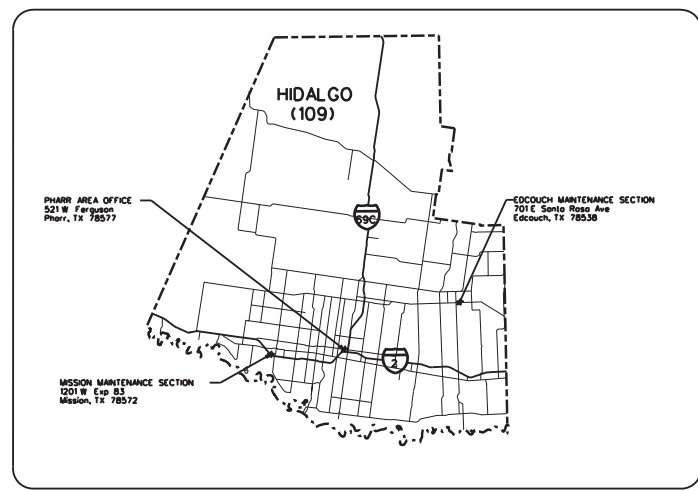 HIDALGO
(109)
PHARR AREA OFFICE
521 W Ferguson
Pharr, TX 78577
EDCOUCH MAINTENANCE SECTION
701 E Santa Rosa Ave
Edcouch, TX 78538
69C
2
MISSION MAINTENANCE SECTION
1201 W Exp 83
Mission, TX 78572